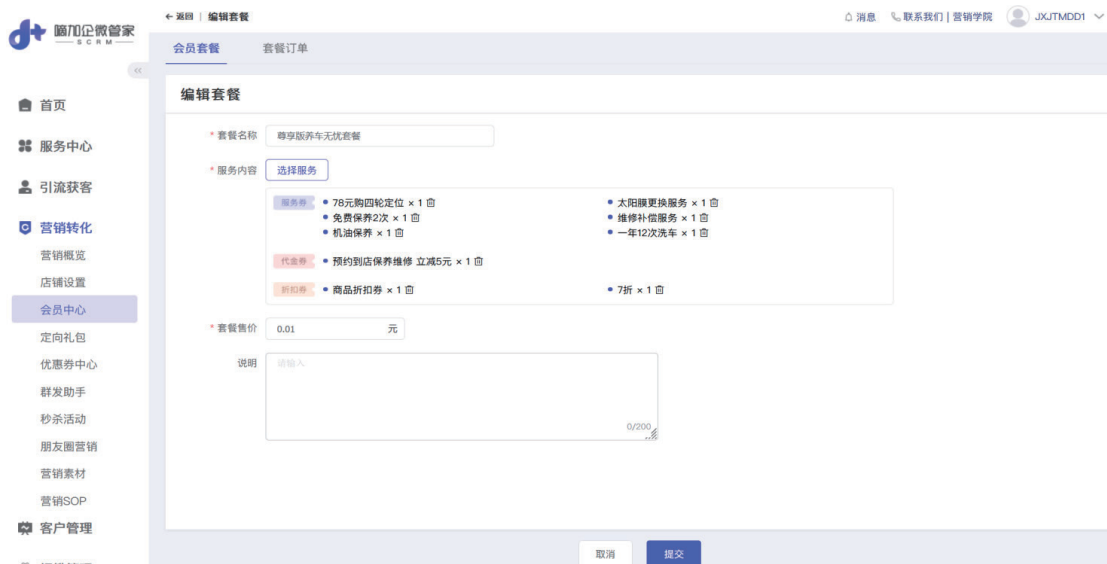 嘀加企微管家
SCRM
← 返回 | 编辑套餐
消息 联系我们 | 营销学院 JXJTMDD1
会员套餐 套餐订单
首页
服务中心
引流获客
营销转化
营销概览
店铺设置
会员中心
定向礼包
优惠券中心
群发助手
秒杀活动
朋友圈营销
营销素材
营销SOP
客户管理
编辑套餐
* 套餐名称 尊享版养车无忧套餐
* 服务内容 选择服务
服务券 • 78元购四轮定位 × 1 • 太阳膜更换服务 × 1
• 免费保养2次 × 1 • 维修补偿服务 × 1
• 机油保养 × 1 • 一年12次洗车 × 1
代金券 • 预约到店保养维修 立减5元 × 1
折扣券 • 商品折扣券 × 1 • 7折 × 1
* 套餐售价 0.01 元
说明 请输入
0/200
取消 提交